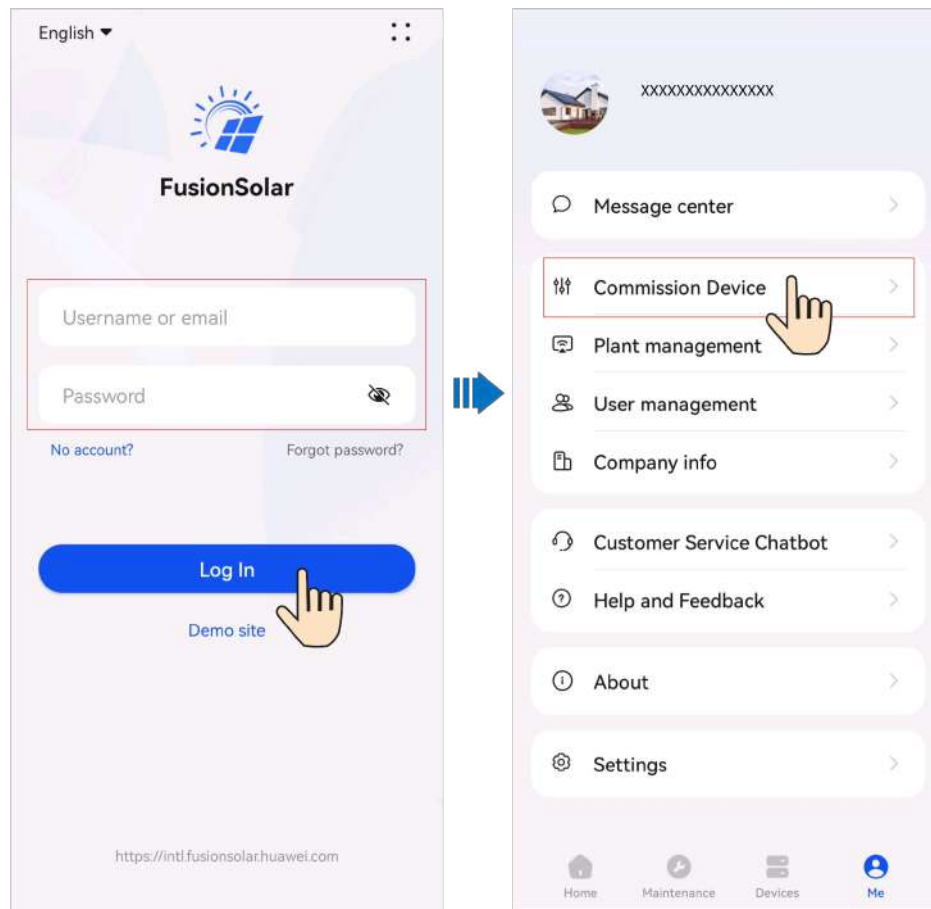 English
FusionSolar
Username or email
Password
No account?
Forgot password?
Log In
Demo site
https://intl.fusionsolar.huawei.com
xxxxxxxxxxxxxxx
Message center
Commission Device
Plant management
User management
Company info
Customer Service Chatbot
Help and Feedback
About
Settings
Home
Maintenance
Devices
Me